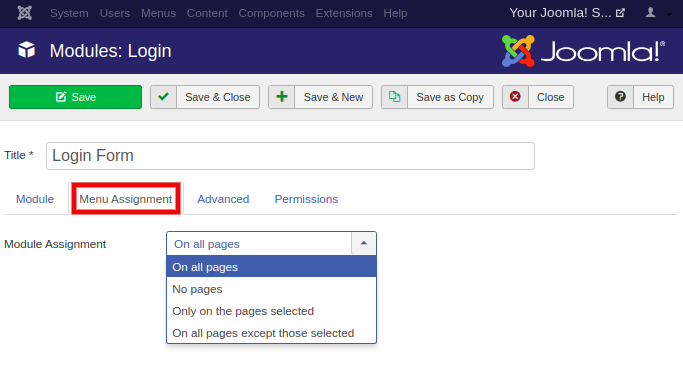 System Users Menus Content Components Extensions Help Your Joomla! S...
Modules: Login Joomla!®
Save Save & Close Save & New Save as Copy Close Help
Title * Login Form
Module Menu Assignment Advanced Permissions
Module Assignment On all pages
On all pages
No pages
Only on the pages selected
On all pages except those selected